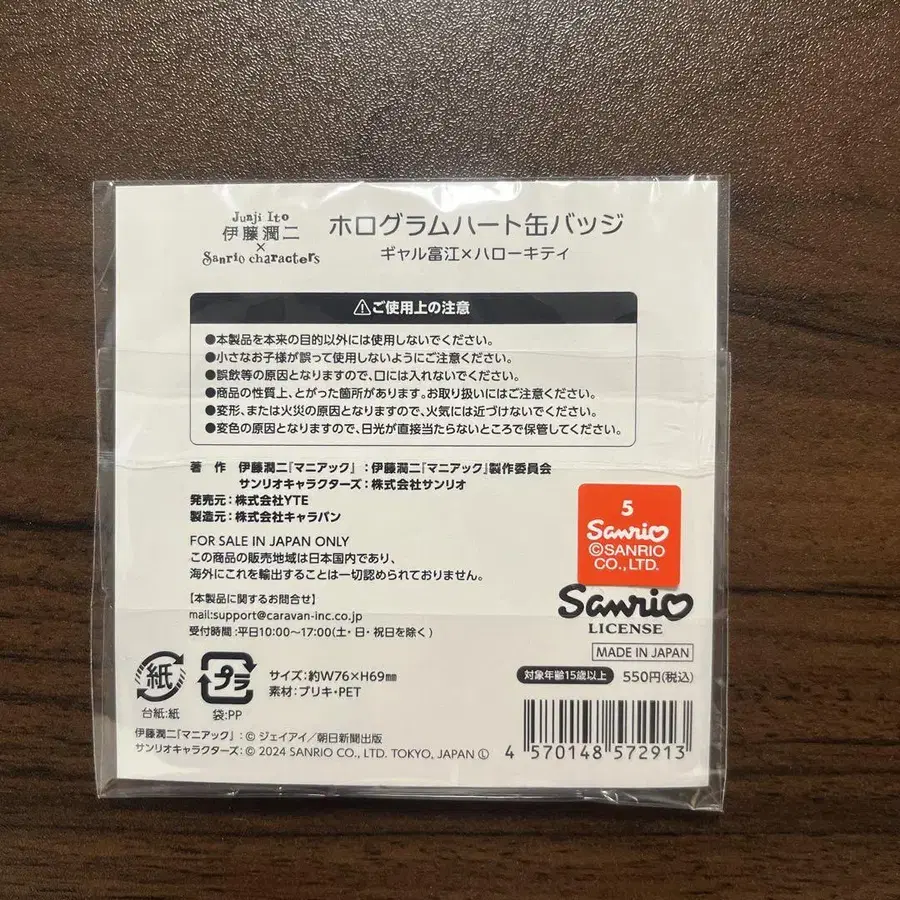 Junji Ito
伊藤潤二
×
Sanrio characters
ホログラムハート缶バッジ
ギャル富江×ハローキティ
⚠ご使用上の注意
●本製品を本来の目的以外には使用しないでください。
●小さなお子様が誤って使用しないようにご注意ください。
●誤飲等の原因となりますので、口には入れないでください。
●商品の性質上、とがった箇所があります。お取り扱いにはご注意ください。
●変形、または火災の原因となりますので、火気には近づけないでください。
●変色の原因となりますので、日光が直接当たらないところで保管してください。
著 作 伊藤潤二『マニアック』:伊藤潤二『マニアック』製作委員会
サンリオキャラクターズ:株式会社サンリオ
発売元:株式会社YTE
製造元:株式会社キャラバン
FOR SALE IN JAPAN ONLY
この商品の販売地域は日本国内であり、
海外にこれを輸出することは一切認められておりません。
【本製品に関するお問合せ】
mail:support@caravan-inc.co.jp
受付時間:平日10:00~17:00(土・日・祝日を除く)
5
Sanrio
©SANRIO
CO., LTD.
Sanrio
LICENSE
MADE IN JAPAN
紙
台紙:紙
プラ
袋:PP
サイズ:約W76×H69mm
素材:ブリキ・PET
対象年齢15歳以上
550円(税込)
伊藤潤二『マニアック』:© ジェイアイ/朝日新聞出版
サンリオキャラクターズ:© 2024 SANRIO CO., LTD. TOKYO, JAPAN Ⓛ
4 570148 572913